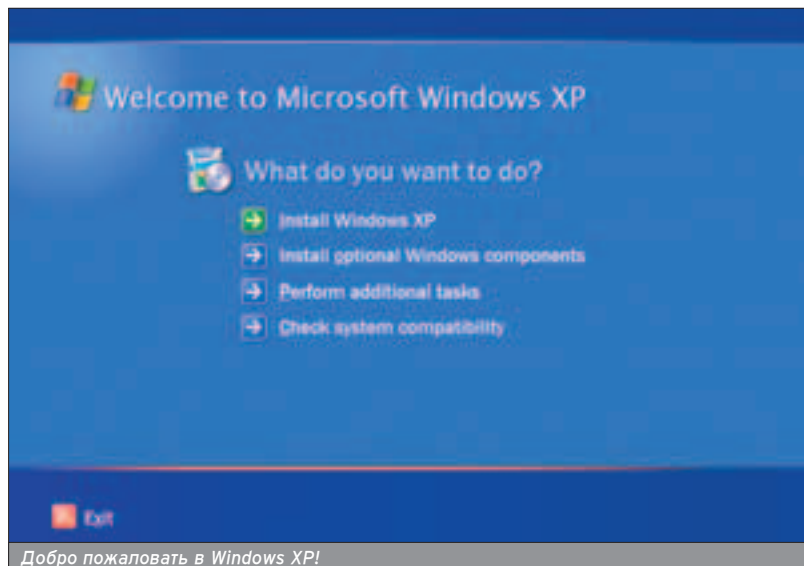 Welcome to Microsoft Windows XP
What do you want to do?
Install Windows XP
Install optional Windows components
Perform additional tasks
Check system compatibility
Exit
Добро пожаловать в Windows XP!